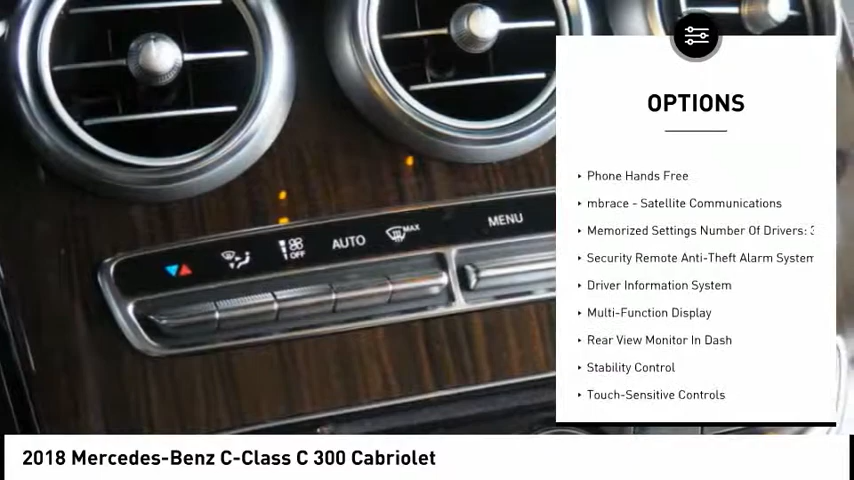 OPTIONS
Phone Hands Free
mbrace - Satellite Communications
Memorized Settings Number Of Drivers:
Security Remote Anti-Theft Alarm System
Driver Information System
Multi-Function Display
Rear View Monitor In Dash
Stability Control
Touch-Sensitive Controls
OFF
AUTO
MAX
MENU
2018 Mercedes-Benz C-Class C 300 Cabriolet